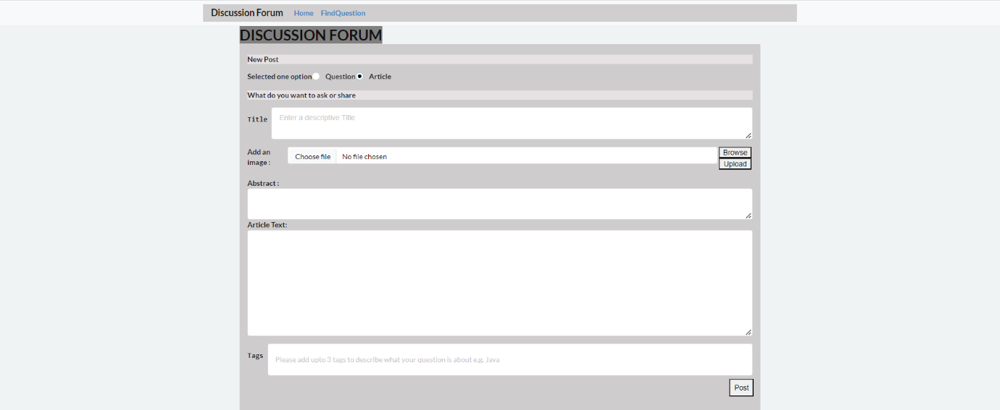 Discussion Forum Home FindQuestion
DISCUSSION FORUM
New Post
Selected one option Question Article
What do you want to ask or share
Title Enter a descriptive Title
Add an
image :
Choose file No file chosen
Browse
Upload
Abstract :
Article Text:
Tags Please add upto 3 tags to describe what your question is about e.g. Java
Post